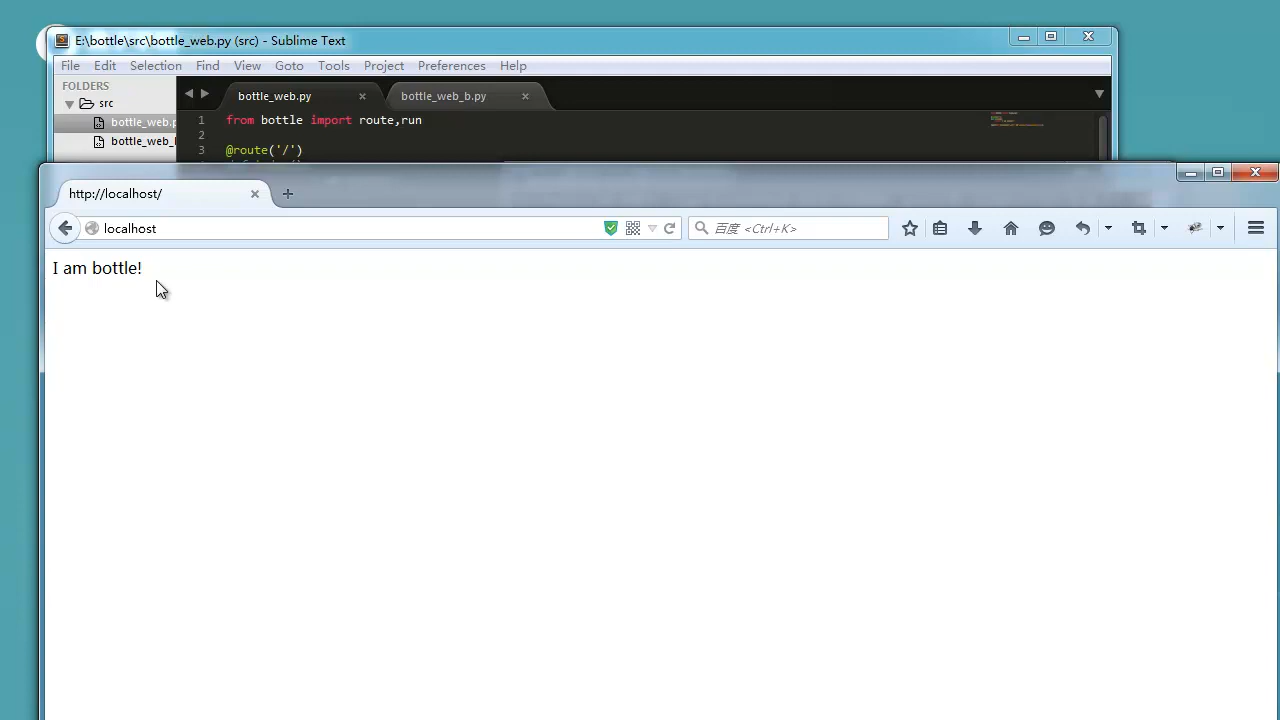 E:\bottle\src\bottle_web.py (src) - Sublime Text
File Edit Selection Find View Goto Tools Project Preferences Help
FOLDERS
src
bottle_web.p
bottle_web_
bottle_web.py
bottle_web_b.py
1 from bottle import route,run
2
3 @route('/')
http://localhost/
localhost
百度 <Ctrl+K>
I am bottle!